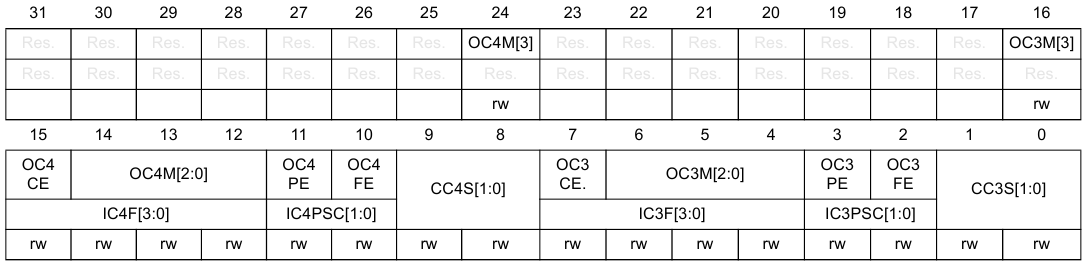 31 30 29 28 27 26 25 24 23 22 21 20 19 18 17 16
Res. Res. Res. Res. Res. Res. Res. OC4M[3] Res. Res. Res. Res. Res. Res. Res. OC3M[3]
Res. Res. Res. Res. Res. Res. Res. Res. Res. Res. Res. Res. Res. Res. Res. Res.
rw rw
15 14 13 12 11 10 9 8 7 6 5 4 3 2 1 0
OC4 CE OC4M[2:0] OC4 PE OC4 FE CC4S[1:0] OC3 CE. OC3M[2:0] OC3 PE OC3 FE CC3S[1:0]
IC4F[3:0] IC4PSC[1:0] IC3F[3:0] IC3PSC[1:0]
rw rw rw rw rw rw rw rw rw rw rw rw rw rw rw rw